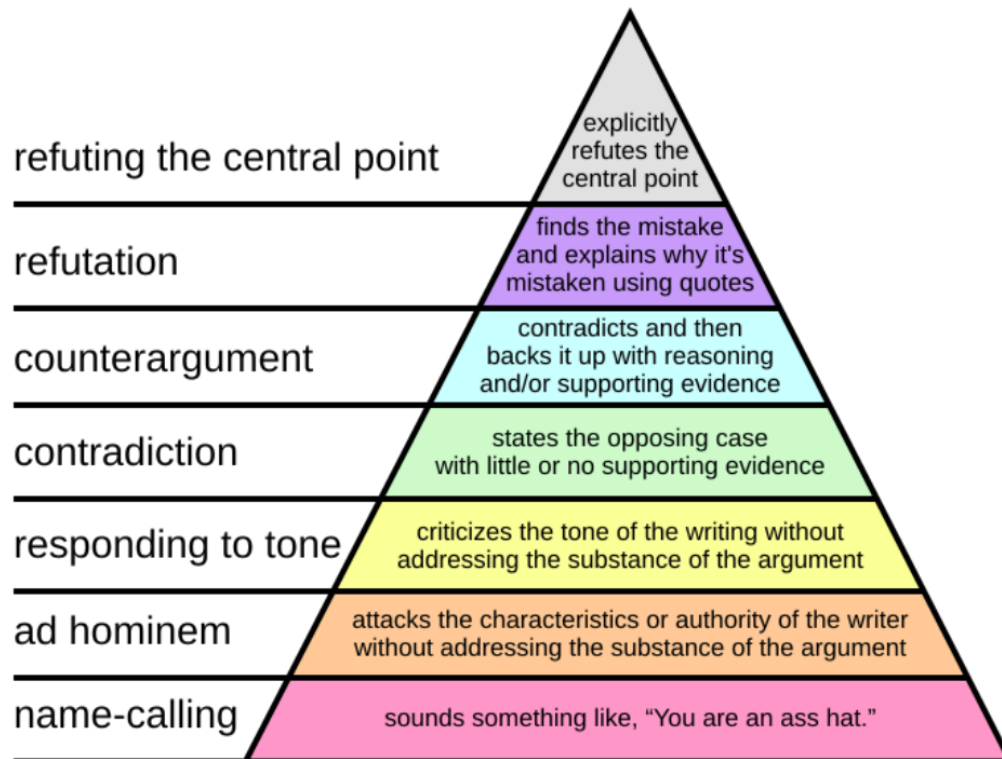 explicitly
refutes the
central point
refuting the central point
finds the mistake
and explains why it's
mistaken using quotes
refutation
contradicts and then
backs it up with reasoning
and/or supporting evidence
counterargument
states the opposing case
with little or no supporting evidence
contradiction
criticizes the tone of the writing without
addressing the substance of the argument
responding to tone
attacks the characteristics or authority of the writer
without addressing the substance of the argument
ad hominem
name-calling
sounds something like, “You are an ass hat.”